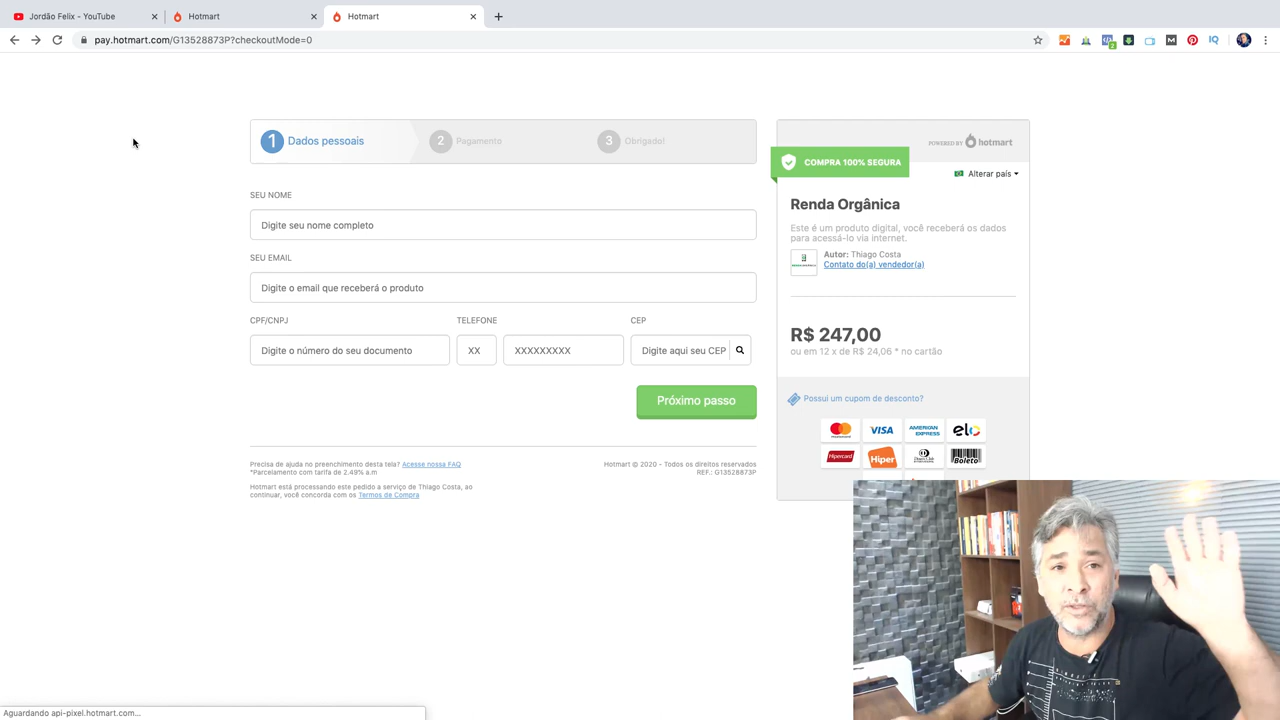 Jordão Felix - YouTube
Hotmart
Hotmart
pay.hotmart.com/G13528873P?checkoutMode=0
2
M
IQ
1 Dados pessoais
2 Pagamento
3 Obrigado!
SEU NOME
Digite seu nome completo
SEU EMAIL
Digite o email que receberá o produto
CPF/CNPJ
TELEFONE
CEP
Digite o número do seu documento
XX
XXXXXXXXX
Digite aqui seu CEP
Próximo passo
Precisa de ajuda no preenchimento desta tela? Acesse nossa FAQ
*Parcelamento com tarifa de 2.49% a.m
Hotmart está processando este pedido a serviço de Thiago Costa, ao
continuar, você concorda com os Termos de Compra
Hotmart © 2020 - Todos os direitos reservados
REF.: G13528873P
POWERED BY hotmart
COMPRA 100% SEGURA
Alterar país
Renda Orgânica
Este é um produto digital, você receberá os dados
para acessá-lo via internet.
Autor: Thiago Costa
Contato do(a) vendedor(a)
R$ 247,00
ou em 12 x de R$ 24,06 * no cartão
Possui um cupom de desconto?
mastercard
VISA
AMERICAN
EXPRESS
elo
Hipercard
Hiper
Diners Club
Boleto
Aguardando api-pixel.hotmart.com...